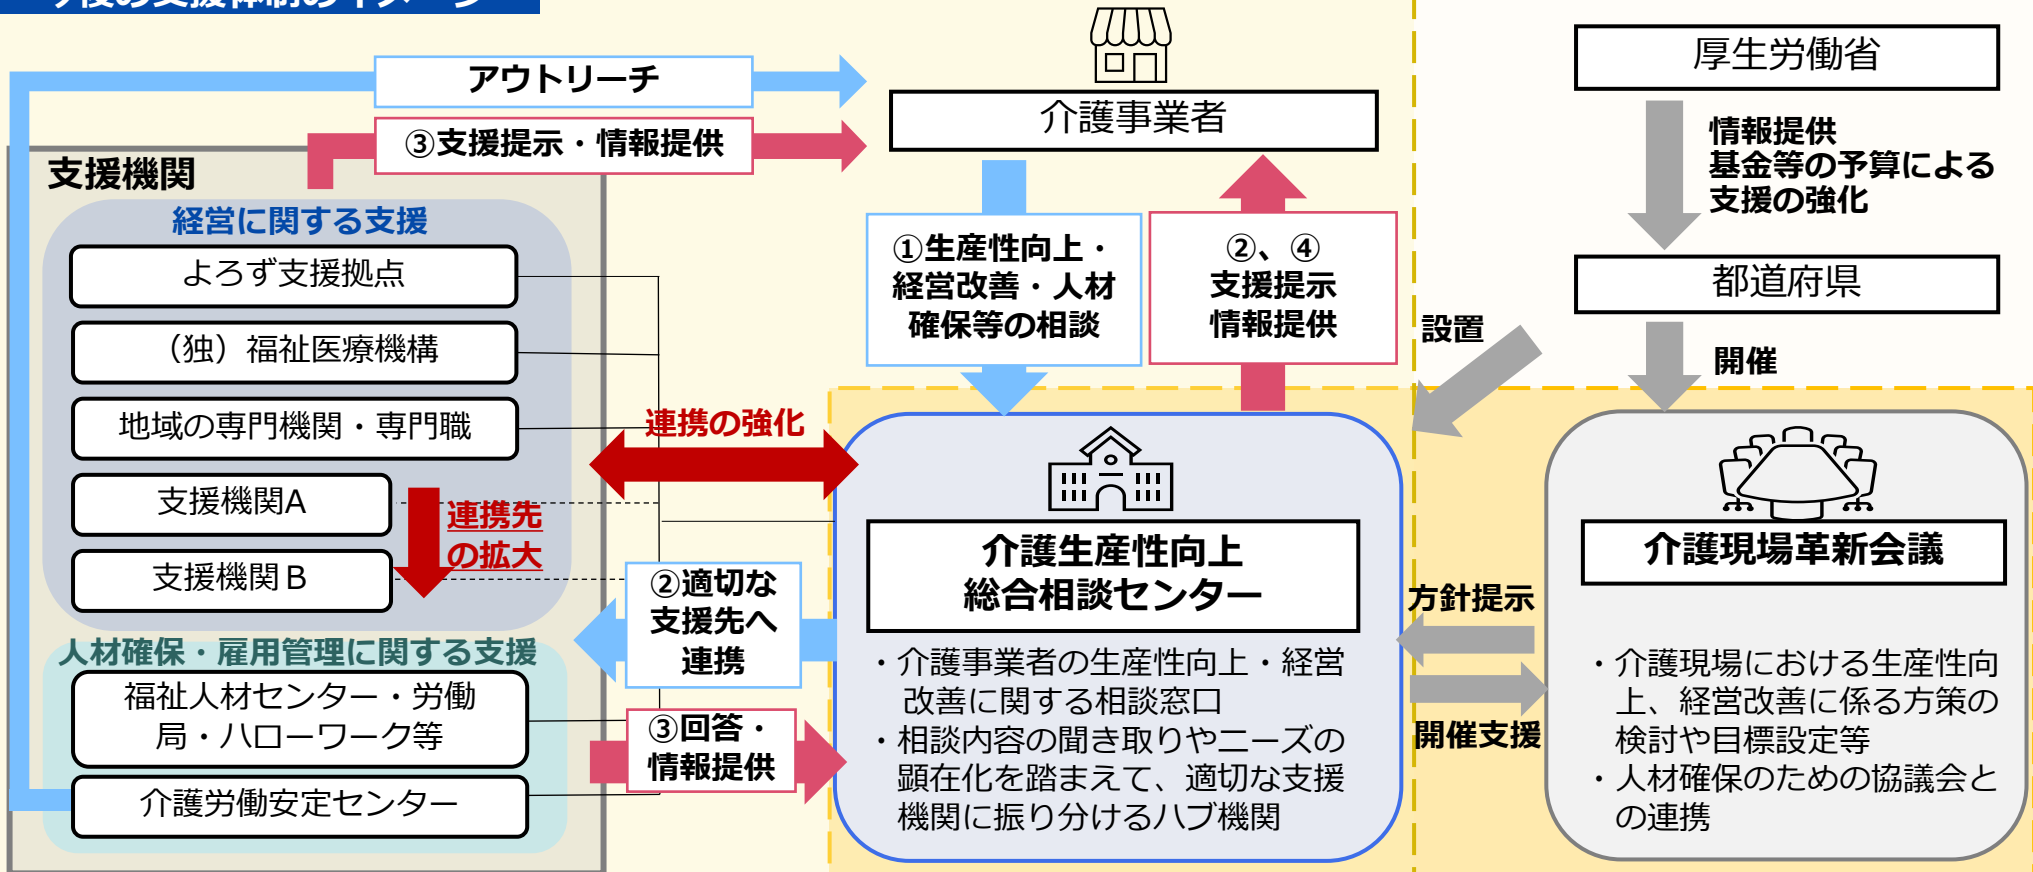 今後の支援体制のイメージ
アウトリーチ
③支援提示・情報提供
介護事業者
厚生労働省
情報提供
基金等の予算による
支援の強化
都道府県
設置
開催
支援機関
経営に関する支援
よろず支援拠点
（独）福祉医療機構
地域の専門機関・専門職
支援機関A
支援機関B
連携先
の拡大
人材確保・雇用管理に関する支援
福祉人材センター・労働
局・ハローワーク等
介護労働安定センター
①生産性向上・
経営改善・人材
確保等の相談
②、④
支援提示
情報提供
連携の強化
②適切な
支援先へ
連携
③回答・
情報提供
介護生産性向上
総合相談センター
・介護事業者の生産性向上・経営
改善に関する相談窓口
・相談内容の聞き取りやニーズの
顕在化を踏まえて、適切な支援
機関に振り分けるハブ機関
方針提示
開催支援
介護現場革新会議
・介護現場における生産性向
上、経営改善に係る方策の
検討や目標設定等
・人材確保のための協議会と
の連携